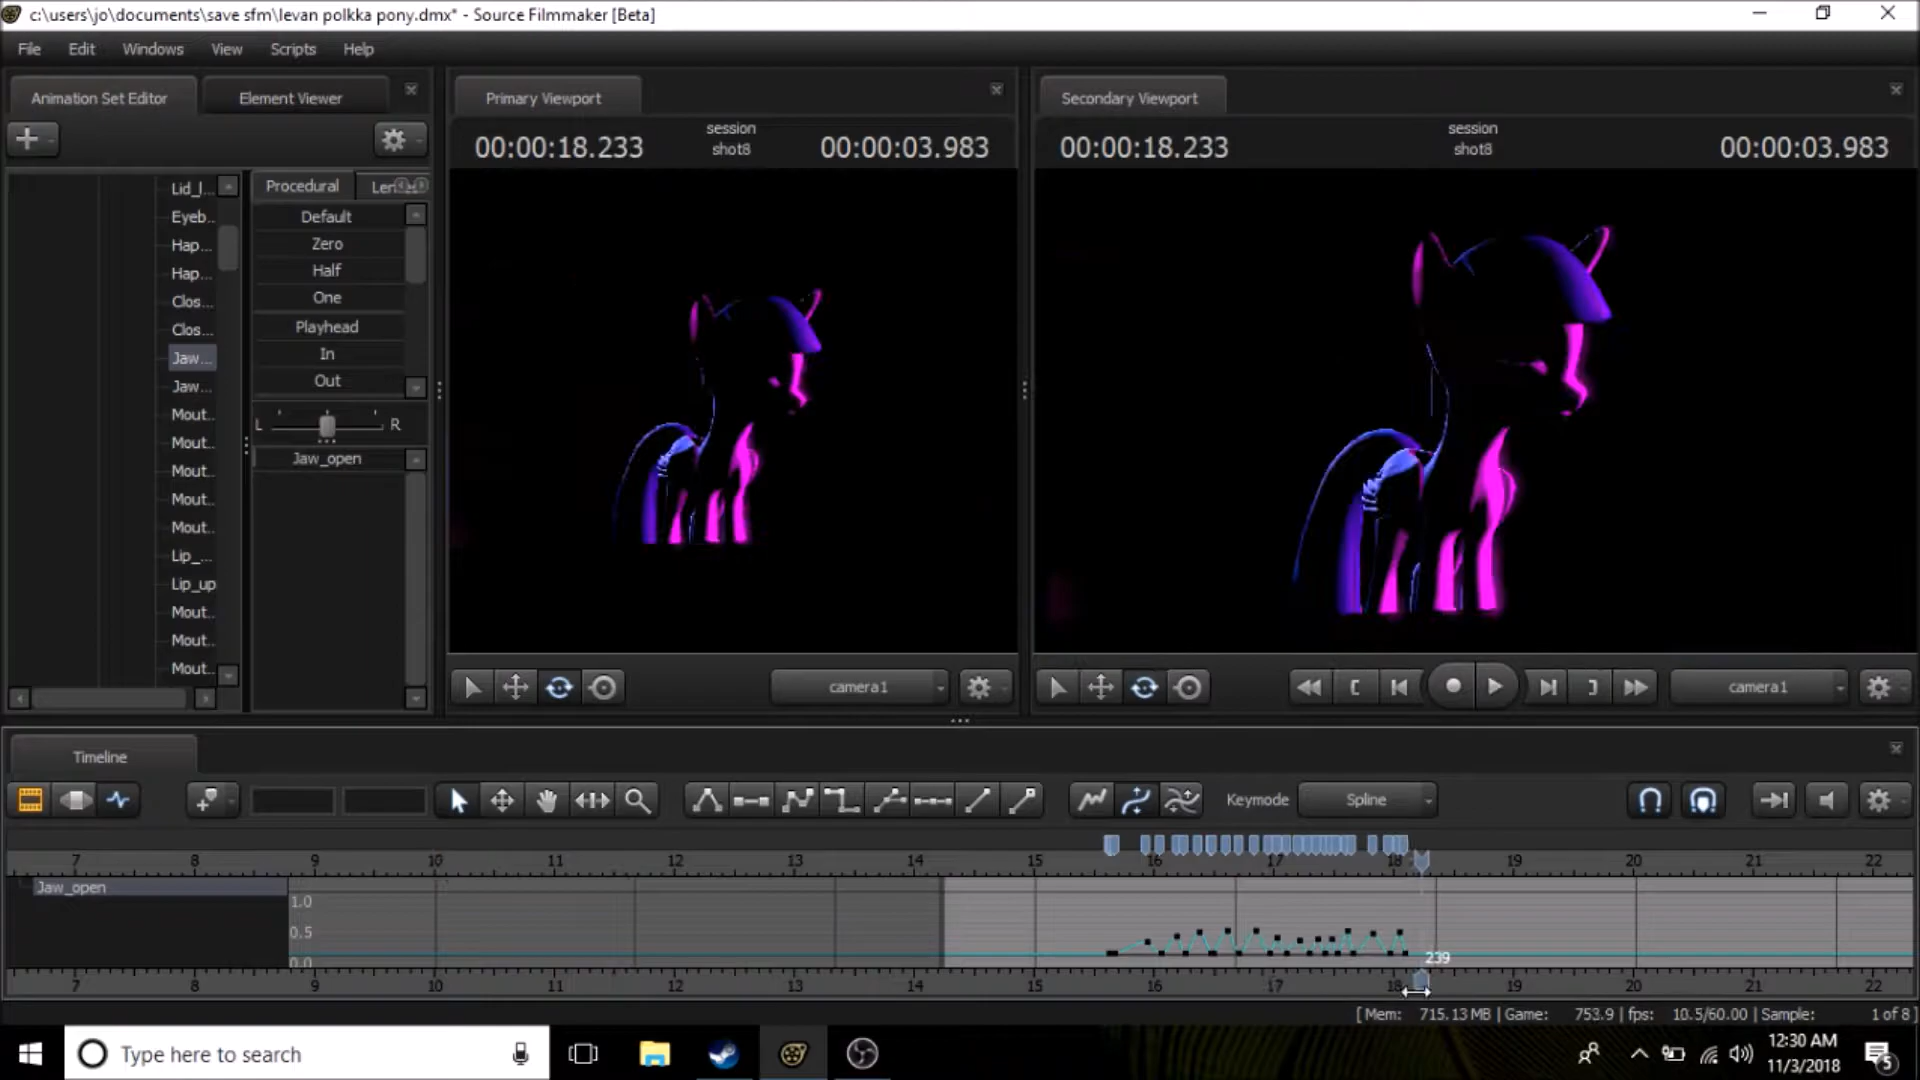 c:\users\jo\documents\save sfm\levan polkka pony.dmx* - Source Filmmaker [Beta]
File Edit Windows View Scripts Help
Animation Set Editor Element Viewer
Primary Viewport
Secondary Viewport
00:00:18.233 session shot8 00:00:03.983
00:00:18.233 session shot8 00:00:03.983
Lid_l...
Eyeb..
Hap...
Hap...
Clos...
Clos...
Jaw...
Jaw...
Mout..
Mout..
Mout..
Mout..
Mout..
Lip_...
Lip_up
Mout..
Mout..
Mout..
Procedural
Default
Zero
Half
One
Playhead
In
Out
L R
Jaw_open
camera1
camera1
Timeline
Keymode Spline
7 8 9 10 11 12 13 14 15 16 17 18 19 20 21 22
Jaw_open
1.0
0.5
0.0
239
7 8 9 10 11 12 13 14 15 16 17 18 19 20 21 22
[ Mem: 715.13 MB | Game: 753.9 | fps: 10.5/60.00 | Sample: 1 of 8 ]
Type here to search
12:30 AM
11/3/2018
5